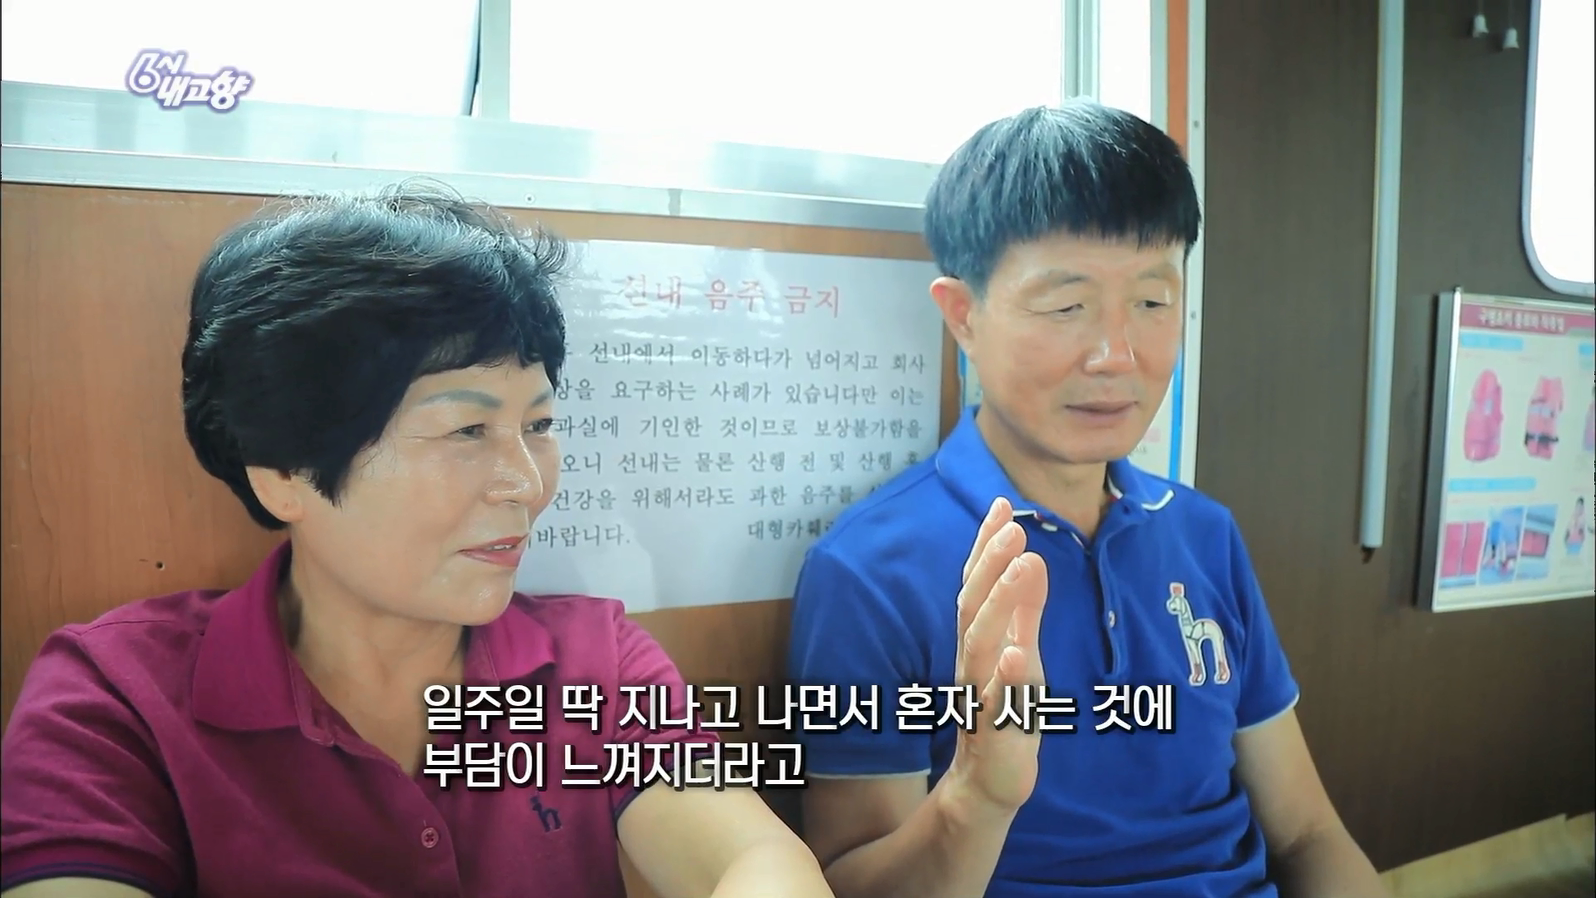 6시
내고향
선내 음주 금지
선내에서 이동하다가 넘어지고 회사
상을 요구하는 사례가 있습니다만 이는
과실에 기인한 것이므로 보상불가함을
오니 선내는 물론 산행 전 및 산행 후
건강을 위해서라도 과한 음주를
바랍니다.
대형카훼리
h
h
일주일 딱 지나고 나면서 혼자 사는 것에
부담이 느껴지더라고